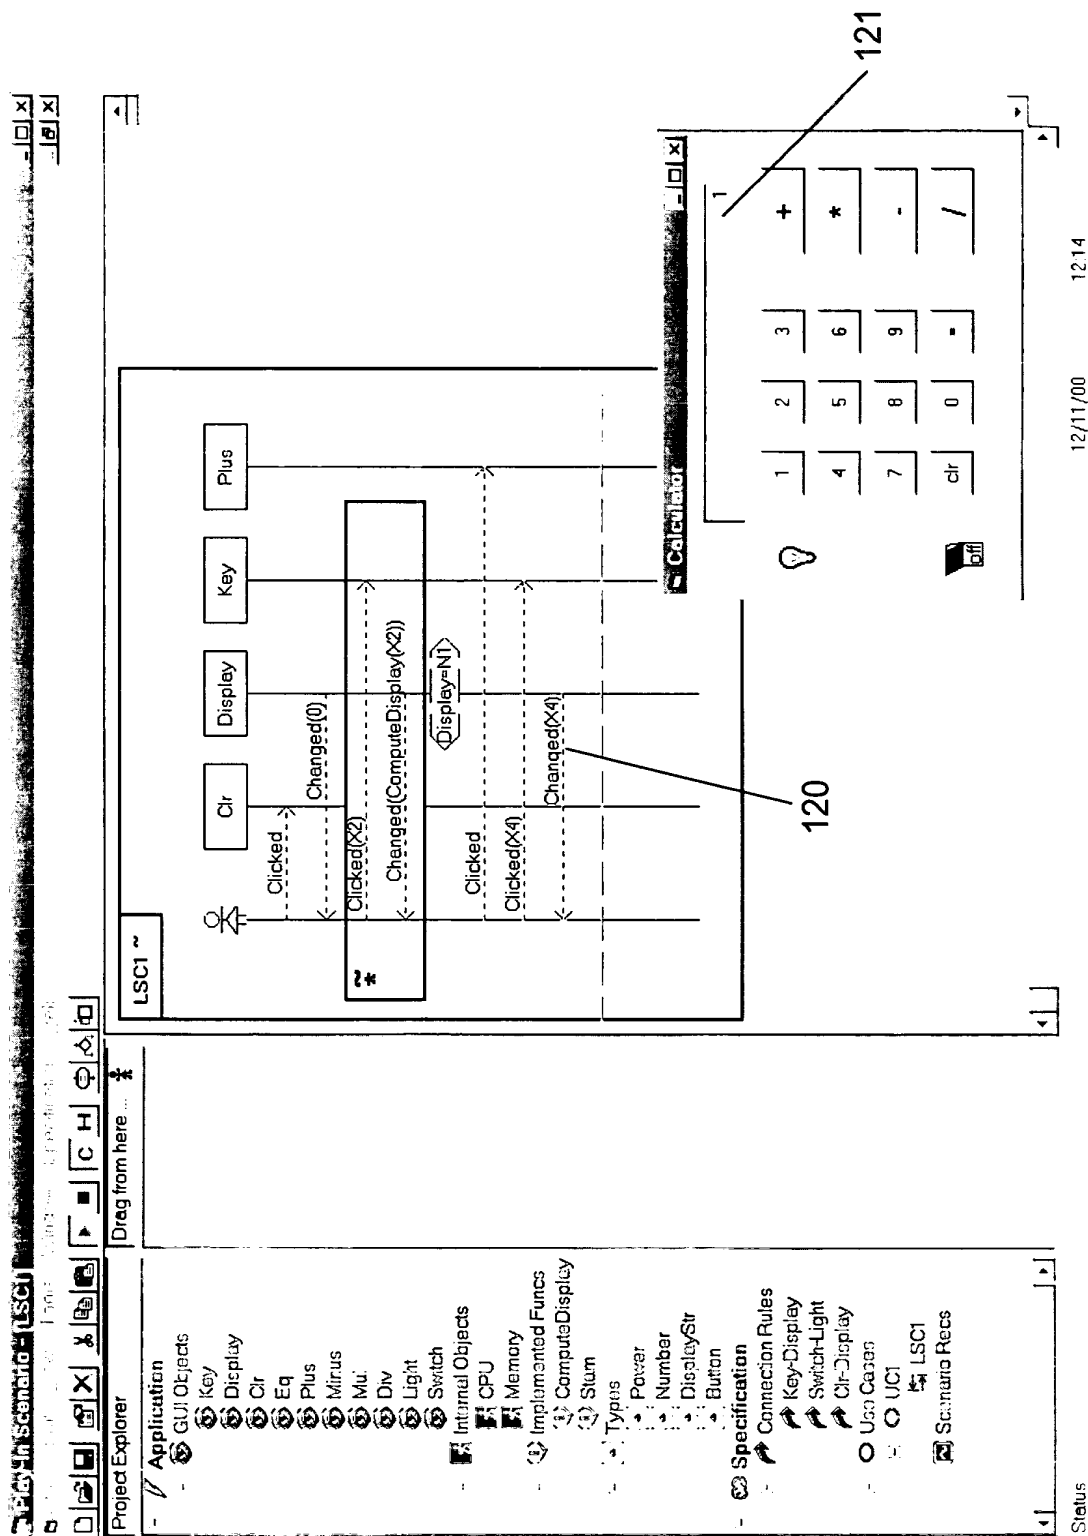 Play-In Scenario - [LSC1]
Project Explorer
Drag from here ...
C H
Application
GUI Objects
Key
Display
Clr
Eq
Plus
Minus
Mul
Div
Light
Switch
Internal Objects
CPU
Memory
Implemented Funcs
ComputeDisplay
Types
Power
Number
DisplayStr
Button
Specification
Connection Rules
Key-Display
Switch-Light
Clr-Display
Use Cases
UC1
LSC1
Scenario Recs
LSC1 ~
Clr
Display
Key
Plus
Clicked
Changed(0)
~*
Clicked(X2)
Changed(ComputeDisplay(X2))
Display=N1
Clicked
Clicked(X4)
Changed(X4)
120
Calculator
1
121
1 2 3 +
4 5 6 *
7 8 9 -
clr 0 = /
off
Status
12/11/00 12:14